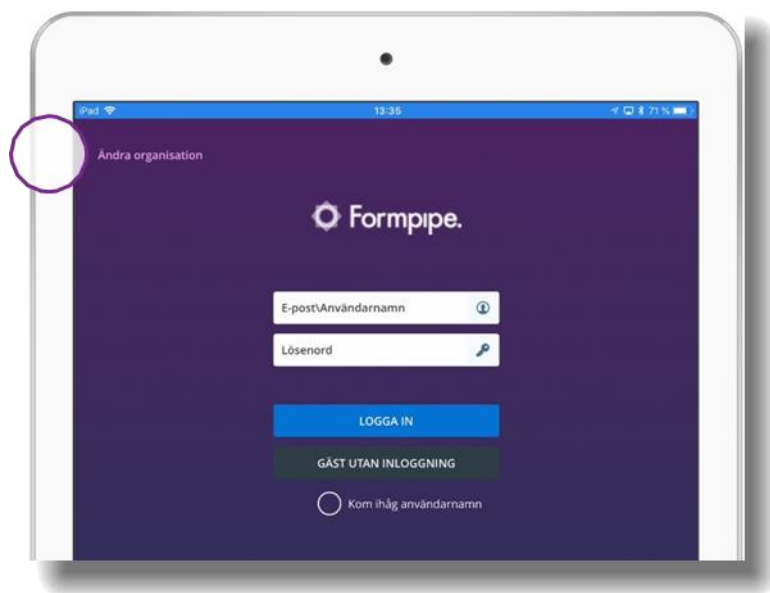 iPad 13:35 71 %
Ändra organisation
Formpipe.
E-post\Användarnamn
Lösenord
LOGGA IN
GÄST UTAN INLOGGNING
Kom ihåg användarnamn